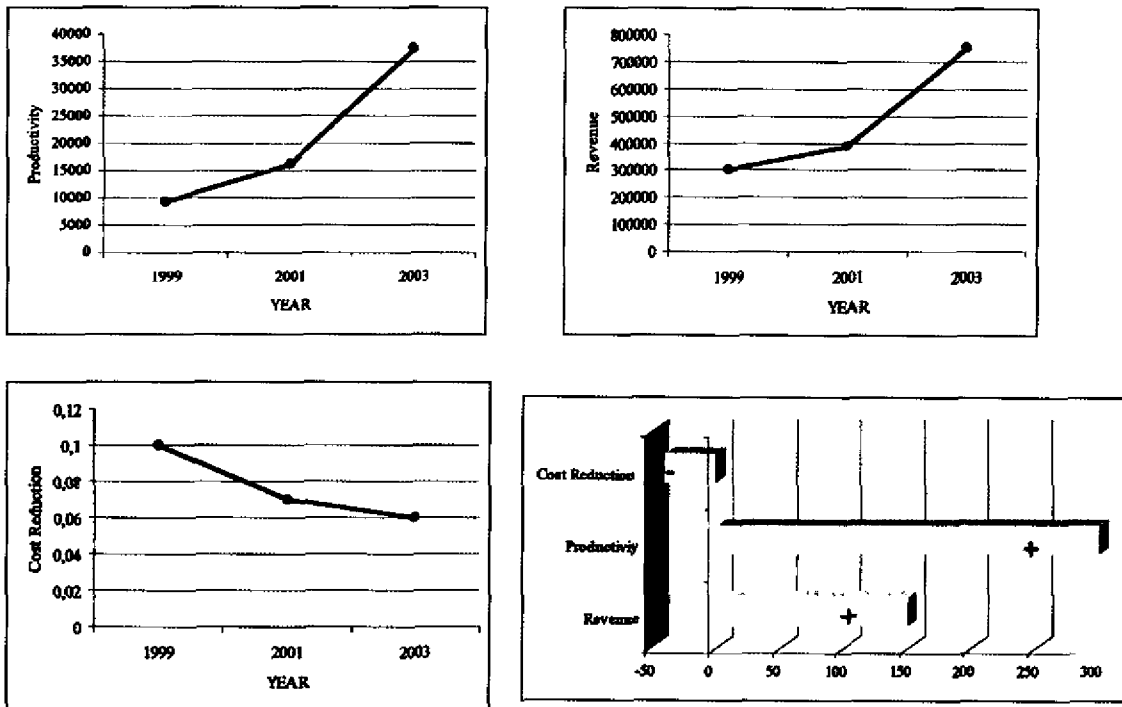 40000
35000
30000
25000
20000
15000
10000
5000
0
Productivity
1999 2001 2003
YEAR
800000
700000
600000
500000
400000
300000
200000
100000
0
Revenue
1999 2001 2003
YEAR
0,12
0,1
0,08
0,06
0,04
0,02
0
Cost Reduction
1999 2001 2003
YEAR
Cost Reduction -
Productiviy +
Revenue +
-50 0 50 100 150 200 250 300